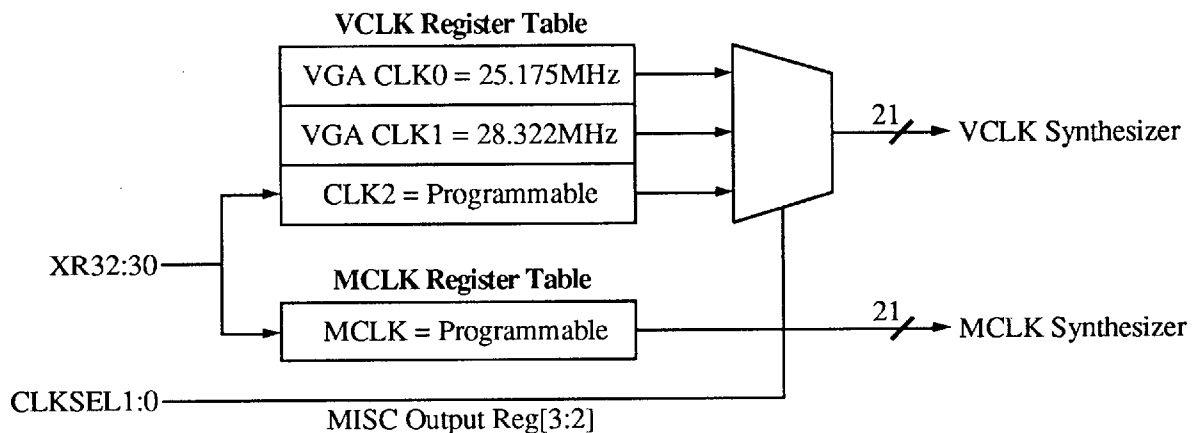 VCLK Register Table
VGA CLK0 = 25.175MHz
VGA CLK1 = 28.322MHz
21
VCLK Synthesizer
CLK2 = Programmable
XR32:30
MCLK Register Table
MCLK = Programmable
21
MCLK Synthesizer
CLKSEL1:0
MISC Output Reg[3:2]